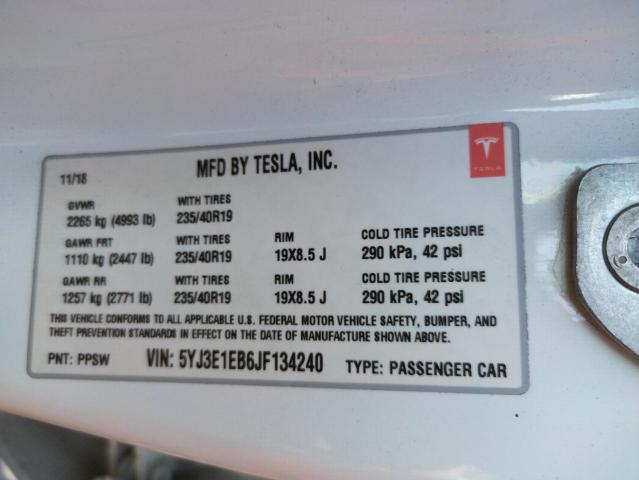 MFD BY TESLA, INC.
TESLA
11/18
GVWR WITH TIRES
2265 kg (4993 lb) 235/40R19
GAWR FRT WITH TIRES RIM COLD TIRE PRESSURE
1110 kg (2447 lb) 235/40R19 19X8.5 J 290 kPa, 42 psi
GAWR RR WITH TIRES RIM COLD TIRE PRESSURE
1257 kg (2771 lb) 235/40R19 19X8.5 J 290 kPa, 42 psi
THIS VEHICLE CONFORMS TO ALL APPLICABLE U.S. FEDERAL MOTOR VEHICLE SAFETY, BUMPER, AND
THEFT PREVENTION STANDARDS IN EFFECT ON THE DATE OF MANUFACTURE SHOWN ABOVE.
PNT: PPSW VIN: 5YJ3E1EB6JF134240 TYPE: PASSENGER CAR